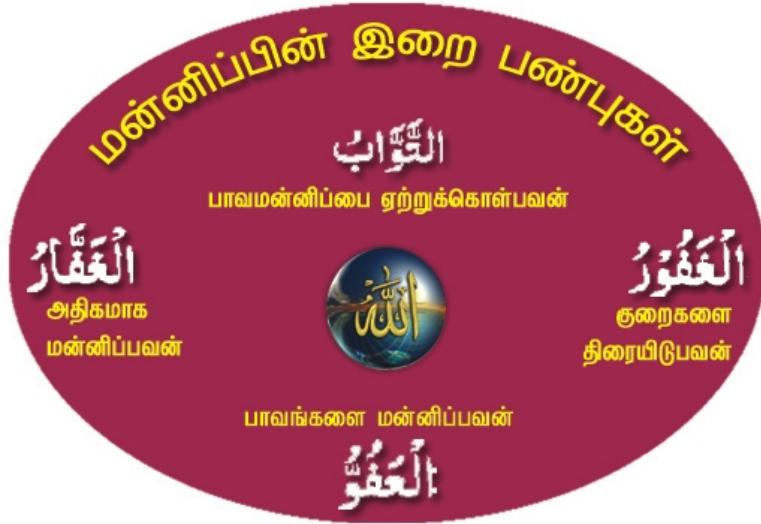 மன்னிப்பின் இறை பண்புகள்
التَّوَّابُ
பாவமன்னிப்பை ஏற்றுக்கொள்பவன்
الْغَفَّارُ
அதிகமாக
மன்னிப்பவன்
الله
الْغَفُوْرُ
குறைகளை
திரையிடுபவன்
பாவங்களை மன்னிப்பவன்
الْعَفُوُّ